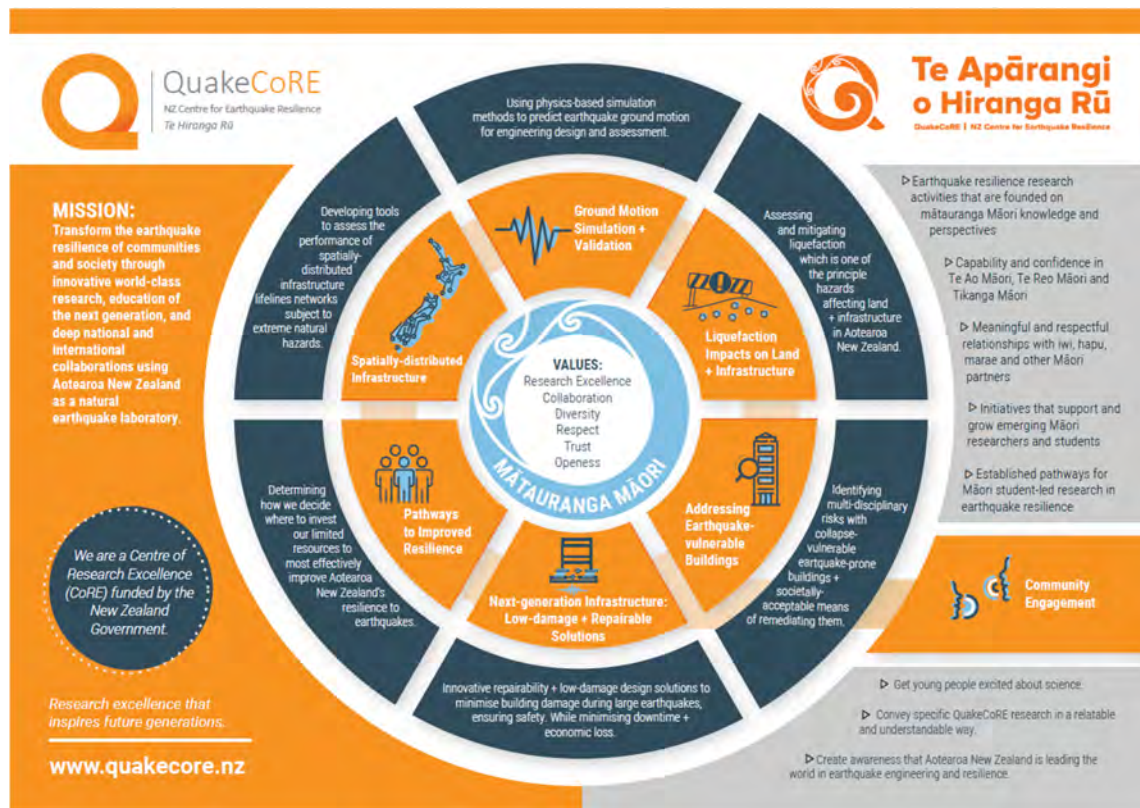 QuakeCoRE
NZ Centre for Earthquake Resilience
Te Hiranga Rū
Te Apārangi
o Hiranga Rū
QuakeCoRE | NZ Centre for Earthquake Resilience
MISSION:
Transform the earthquake
resilience of communities
and society through
innovative world-class
research, education of
the next generation, and
deep national and
international
collaborations using
Aotearoa New Zealand
as a natural
earthquake laboratory.
We are a Centre of
Research Excellence
(CoRE) funded by the
New Zealand
Government.
Research excellence that
inspires future generations.
www.quakecore.nz
Using physics-based simulation
methods to predict earthquake ground motion
for engineering design and assessment.
Ground Motion
Simulation +
Validation
Assessing
and mitigating
liquefaction
which is one of
the principle
hazards
affecting land
+ infrastructure
in Aotearoa
New Zealand.
Liquefaction
Impacts on Land
+ Infrastructure
Identifying
multi-disciplinary
risks with
collapse-
vulnerable
eartquake-prone
buildings +
societally-
acceptable means
of remediating them.
Addressing
Earthquake-
vulnerable
Buildings
Next-generation Infrastructure:
Low-damage + Repairable
Solutions
Innovative repairability + low-damage design solutions to
minimise building damage during large earthquakes,
ensuring safety. While minimising downtime +
economic loss.
Determining
how we decide
where to invest
our limited
resources to
most effectively
improve Aotearoa
New Zealand's
resilience to
earthquakes.
Pathways
to Improved
Resilience
Developing tools
to assess the
performance of
spatially-
distributed
infrastructure
lifelines networks
subject to
extreme natural
hazards.
Spatially-distributed
Infrastructure
VALUES:
Research Excellence
Collaboration
Diversity
Respect
Trust
Openess
MĀTAURANGA MĀORI
Earthquake resilience research
activities that are founded on
mātauranga Māori knowledge and
perspectives
Capability and confidence in
Te Ao Māori, Te Reo Māori and
Tikanga Māori
Meaningful and respectful
relationships with iwi, hapu,
marae and other Māori
partners
Initiatives that support and
grow emerging Māori
researchers and students
Established pathways for
Māori student-led research in
earthquake resilience
Community
Engagement
Get young people excited about science.
Convey specific QuakeCoRE research in a relatable
and understandable way.
Create awareness that Aotearoa New Zealand is leading the
world in earthquake engineering and resilience.